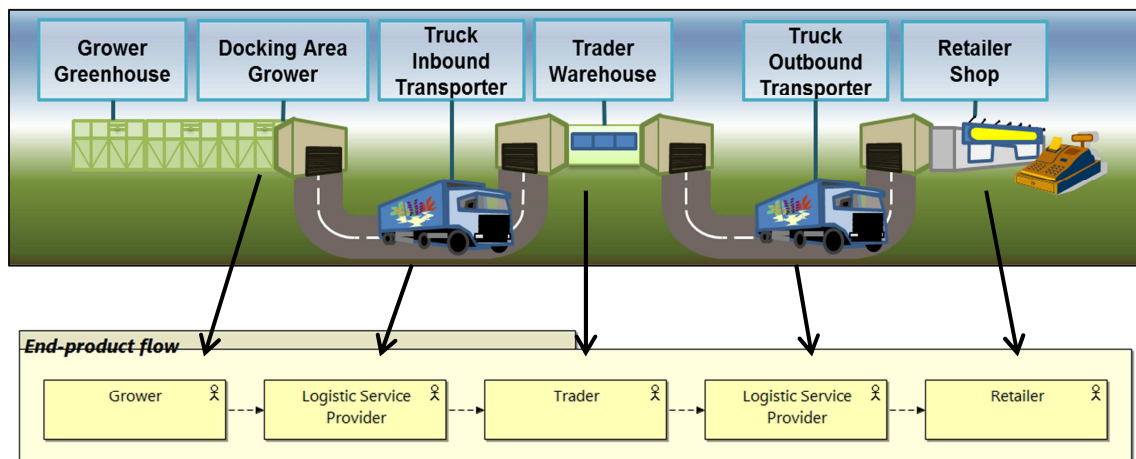 Grower
Greenhouse
Docking Area
Grower
Truck
Inbound
Transporter
Trader
Warehouse
Truck
Outbound
Transporter
Retailer
Shop
End-product flow
Grower
Logistic Service
Provider
Trader
Logistic Service
Provider
Retailer